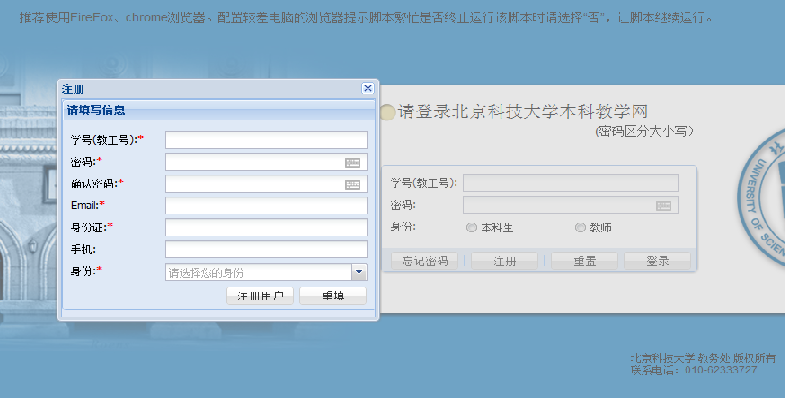 推荐使用FireFox、chrome浏览器、配置较差电脑的浏览器提示脚本繁忙是否终止运行该脚本时请选择“否”，让脚本继续运行。
注册
请填写信息
学号(教工号):*
密码:*
确认密码:*
Email:*
身份证:*
手机:
身份:*
请选择您的身份
注册用户
重填
请登录北京科技大学本科教学网
(密码区分大小写)
学号(教工号):
密码:
身份:
本科生
教师
忘记密码
注册
重置
登录
UNIVERSITY OF SCIEN
北京科技大学 教务处 版权所有
联系电话：010-62333727